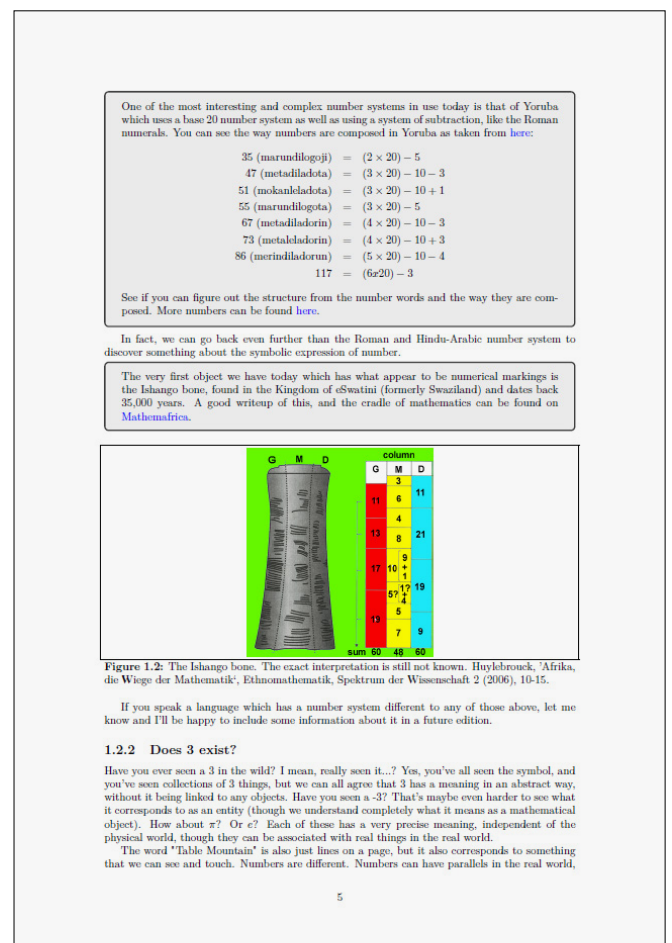 One of the most interesting and complex number systems in use today is that of Yoruba
which uses a base 20 number system as well as using a system of subtraction, like the Roman
numerals. You can see the way numbers are composed in Yoruba as taken from here:
35 (marundilogoji) = (2 × 20) − 5
47 (metadiladota) = (3 × 20) − 10 − 3
51 (mokanleladota) = (3 × 20) − 10 + 1
55 (marundilogota) = (3 × 20) − 5
67 (metadiladorin) = (4 × 20) − 10 − 3
73 (metaleladorin) = (4 × 20) − 10 + 3
86 (merindiladorun) = (5 × 20) − 10 − 4
117 = (6x20) − 3
See if you can figure out the structure from the number words and the way they are com-
posed. More numbers can be found here.
In fact, we can go back even further than the Roman and Hindu-Arabic number system to
discover something about the symbolic expression of number.
The very first object we have today which has what appear to be numerical markings is
the Ishango bone, found in the Kingdom of eSwatini (formerly Swaziland) and dates back
35,000 years. A good writeup of this, and the cradle of mathematics can be found on
Mathemafrica.
column
G M D G M D
3
11 6 11
4
13 8 21
9
17 10 +
1
1? 19
5? +
4
19 5
7 9
sum 60 48 60
Figure 1.2: The Ishango bone. The exact interpretation is still not known. Huylebrouck, 'Afrika,
die Wiege der Mathematik', Ethnomathematik, Spektrum der Wissenschaft 2 (2006), 10-15.
If you speak a language which has a number system different to any of those above, let me
know and I'll be happy to include some information about it in a future edition.
1.2.2 Does 3 exist?
Have you ever seen a 3 in the wild? I mean, really seen it...? Yes, you've all seen the symbol, and
you've seen collections of 3 things, but we can all agree that 3 has a meaning in an abstract way,
without it being linked to any objects. Have you seen a -3? That's maybe even harder to see what
it corresponds to as an entity (though we understand completely what it means as a mathematical
object). How about π? Or e? Each of these has a very precise meaning, independent of the
physical world, though they can be associated with real things in the real world.
The word "Table Mountain" is also just lines on a page, but it also corresponds to something
that we can see and touch. Numbers are different. Numbers can have parallels in the real world,
5